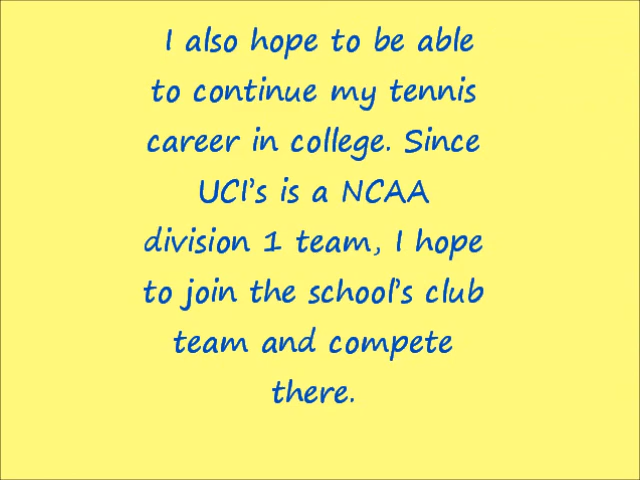 I also hope to be able
to continue my tennis
career in college. Since
UCI's is a NCAA
division 1 team, I hope
to join the school's club
team and compete
there.